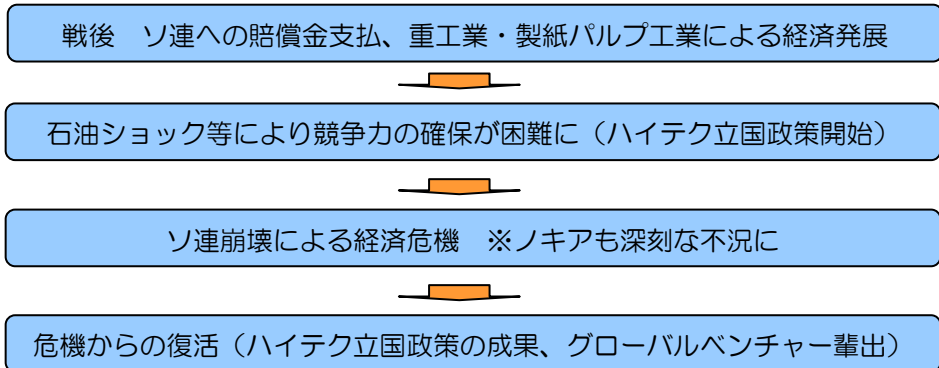 戦後　ソ連への賠償金支払、重工業・製紙パルプ工業による経済発展
石油ショック等により競争力の確保が困難に（ハイテク立国政策開始）
ソ連崩壊による経済危機　※ノキアも深刻な不況に
危機からの復活（ハイテク立国政策の成果、グローバルベンチャー輩出）